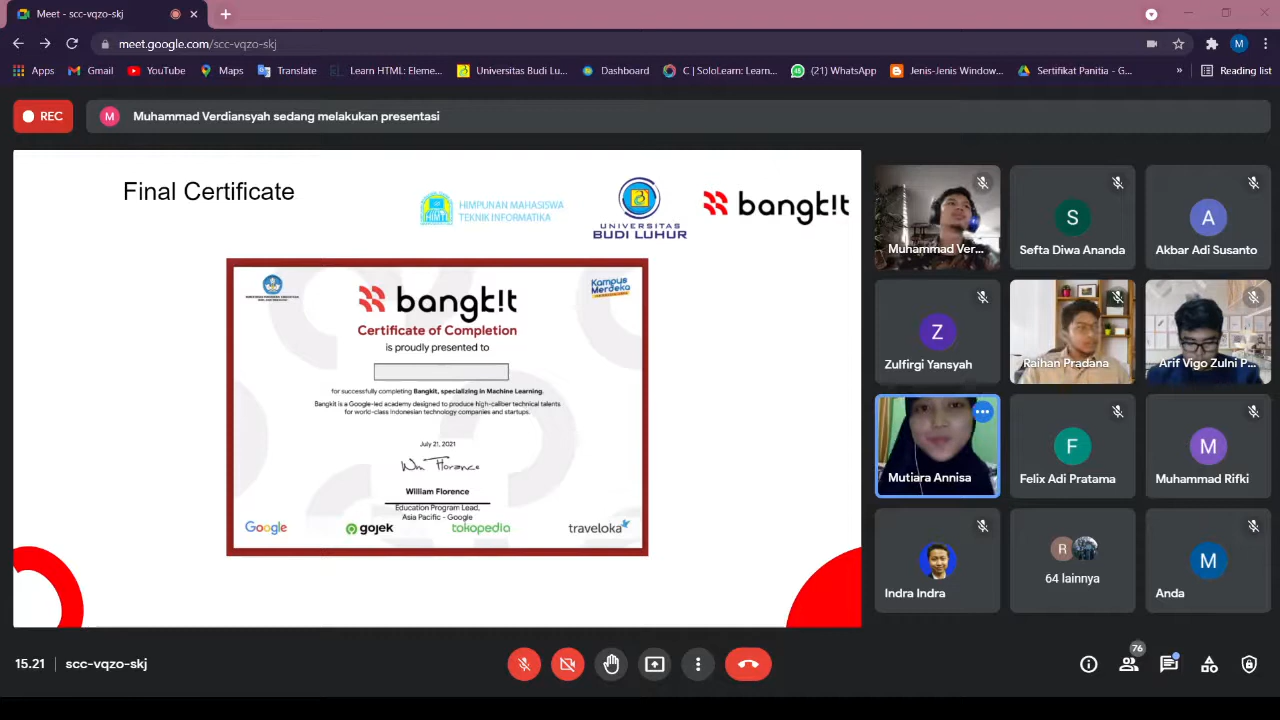 Meet - scc-vqzo-skj
meet.google.com/scc-vqzo-skj
M
Apps
Gmail
YouTube
Maps
Translate
Learn HTML: Eleme...
Universitas Budi Lu...
Dashboard
C | SoloLearn: Learn...
(21) WhatsApp
Jenis-Jenis Window...
Sertifikat Panitia - G...
»
Reading list
REC
M
Muhammad Verdiansyah sedang melakukan presentasi
Final Certificate
HIMTI
HIMPUNAN MAHASISWA
TEKNIK INFORMATIKA
UNIVERSITAS
BUDI LUHUR
bangk!t
Kampus
Merdeka
bangk!t
Certificate of Completion
is proudly presented to
for successfully completing Bangkit, specializing in Machine Learning.
Bangkit is a Google-led academy designed to produce high-caliber technical talents
for world-class Indonesian technology companies and startups.
July 21, 2021
Wm Florance
William Florence
Education Program Lead,
Asia Pacific - Google
Google
gojek
tokopedia
traveloka
Muhammad Ver...
S
Sefta Diwa Ananda
A
Akbar Adi Susanto
Z
Zulfirgi Yansyah
Raihan Pradana
Arif Vigo Zulni P...
Mutiara Annisa
F
Felix Adi Pratama
M
Muhammad Rifki
Indra Indra
R
64 lainnya
M
Anda
15.21
scc-vqzo-skj
76